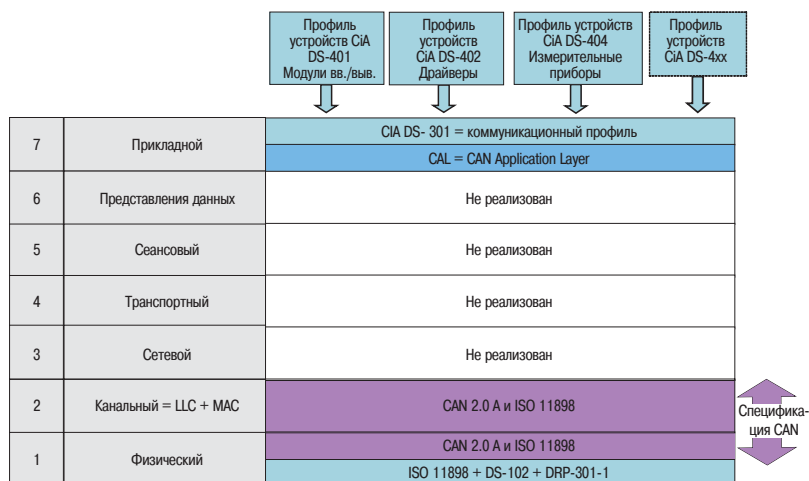 Профиль
устройств CiA
DS-401
Модули вв./выв.
Профиль
устройств
CiA DS-402
Драйверы
Профиль устройств
CiA DS-404
Измерительные
приборы
Профиль
устройств
CiA DS-4xx
7
Прикладной
CIA DS- 301 = коммуникационный профиль
CAL = CAN Application Layer
6
Представления данных
Не реализован
5
Сеансовый
Не реализован
4
Транспортный
Не реализован
3
Сетевой
Не реализован
2
Канальный = LLC + MAC
CAN 2.0 A и ISO 11898
Специфика-
ция CAN
1
Физический
CAN 2.0 A и ISO 11898
ISO 11898 + DS-102 + DRP-301-1